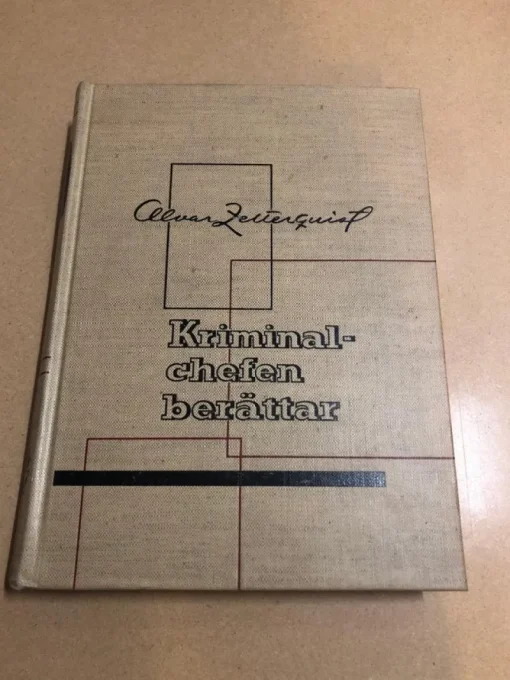 Alvar Zetterquist
Kriminal-
chefen
berättar